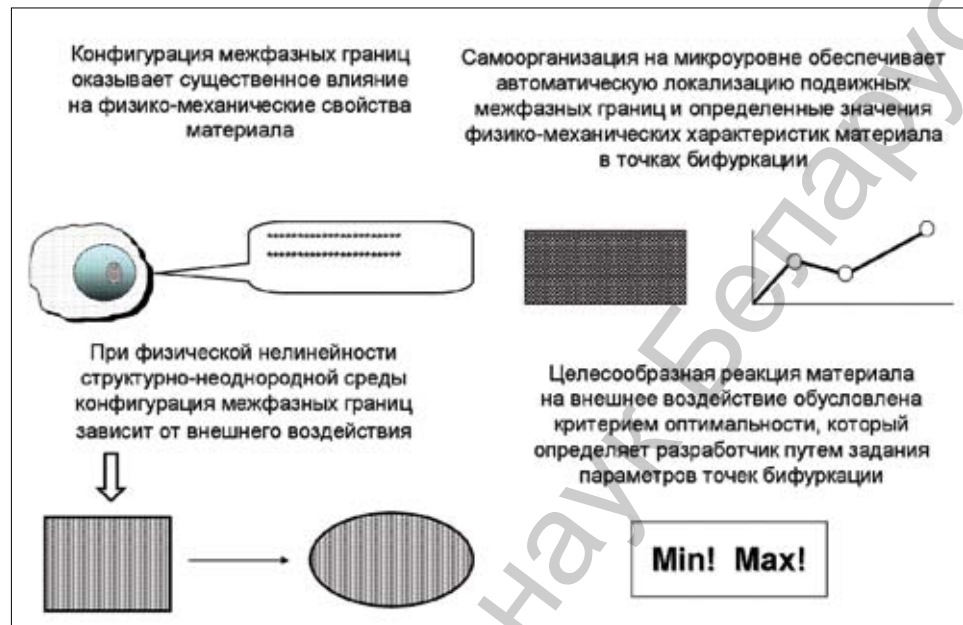 Конфигурация межфазных границ
оказывает существенное влияние
на физико-механические свойства
материала
Самоорганизация на микроуровне обеспечивает
автоматическую локализацию подвижных
межфазных границ и определенные значения
физико-механических характеристик материала
в точках бифуркации
При физической нелинейности
структурно-неоднородной среды
конфигурация межфазных границ
зависит от внешнего воздействия
Целесообразная реакция материала
на внешнее воздействие обусловлена
критерием оптимальности, который
определяет разработчик путем задания
параметров точек бифуркации
Min! Max!
наук Беларус